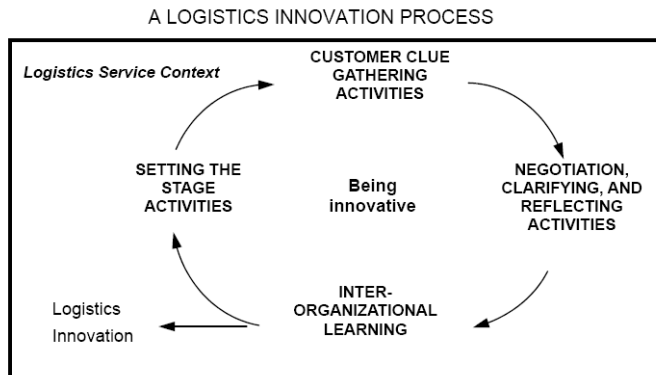 A LOGISTICS INNOVATION PROCESS
Logistics Service Context
CUSTOMER CLUE
GATHERING
ACTIVITIES
SETTING THE
STAGE
ACTIVITIES
Being
innovative
NEGOTIATION,
CLARIFYING, AND
REFLECTING
ACTIVITIES
INTER-
ORGANIZATIONAL
LEARNING
Logistics
Innovation